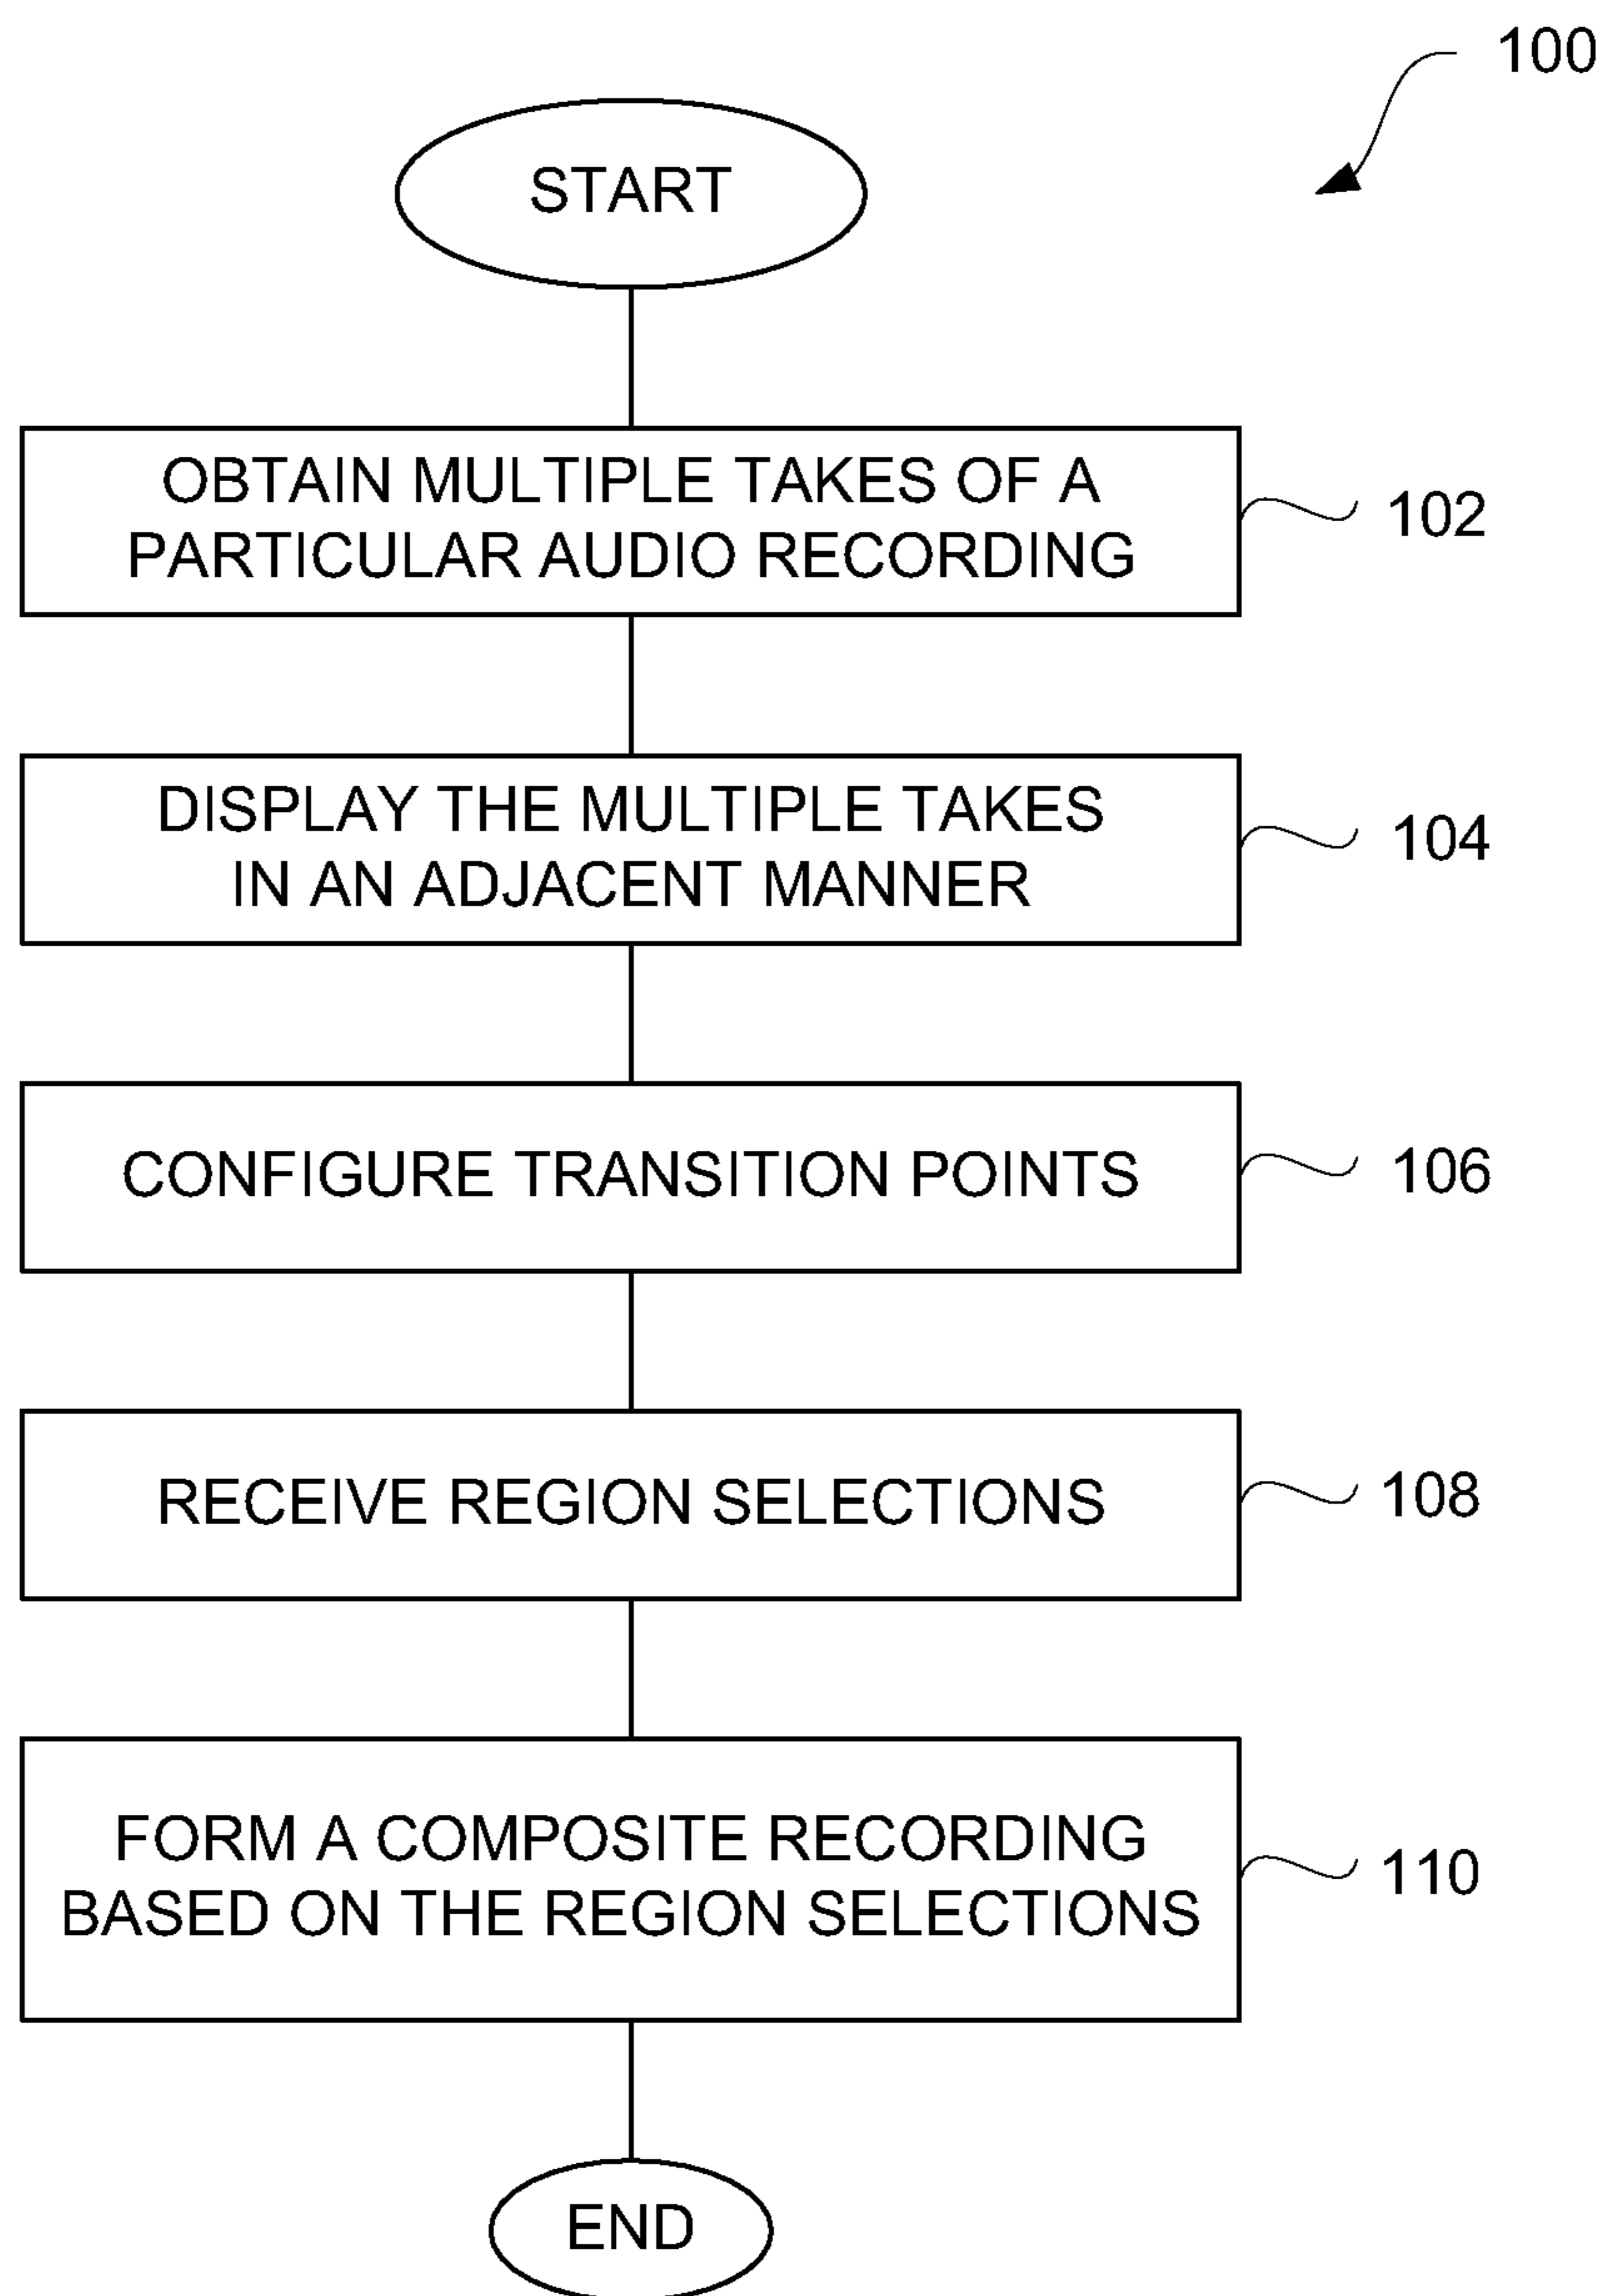 100
START
OBTAIN MULTIPLE TAKES OF A
PARTICULAR AUDIO RECORDING
102
DISPLAY THE MULTIPLE TAKES
IN AN ADJACENT MANNER
104
CONFIGURE TRANSITION POINTS
106
RECEIVE REGION SELECTIONS
108
FORM A COMPOSITE RECORDING
BASED ON THE REGION SELECTIONS
110
END